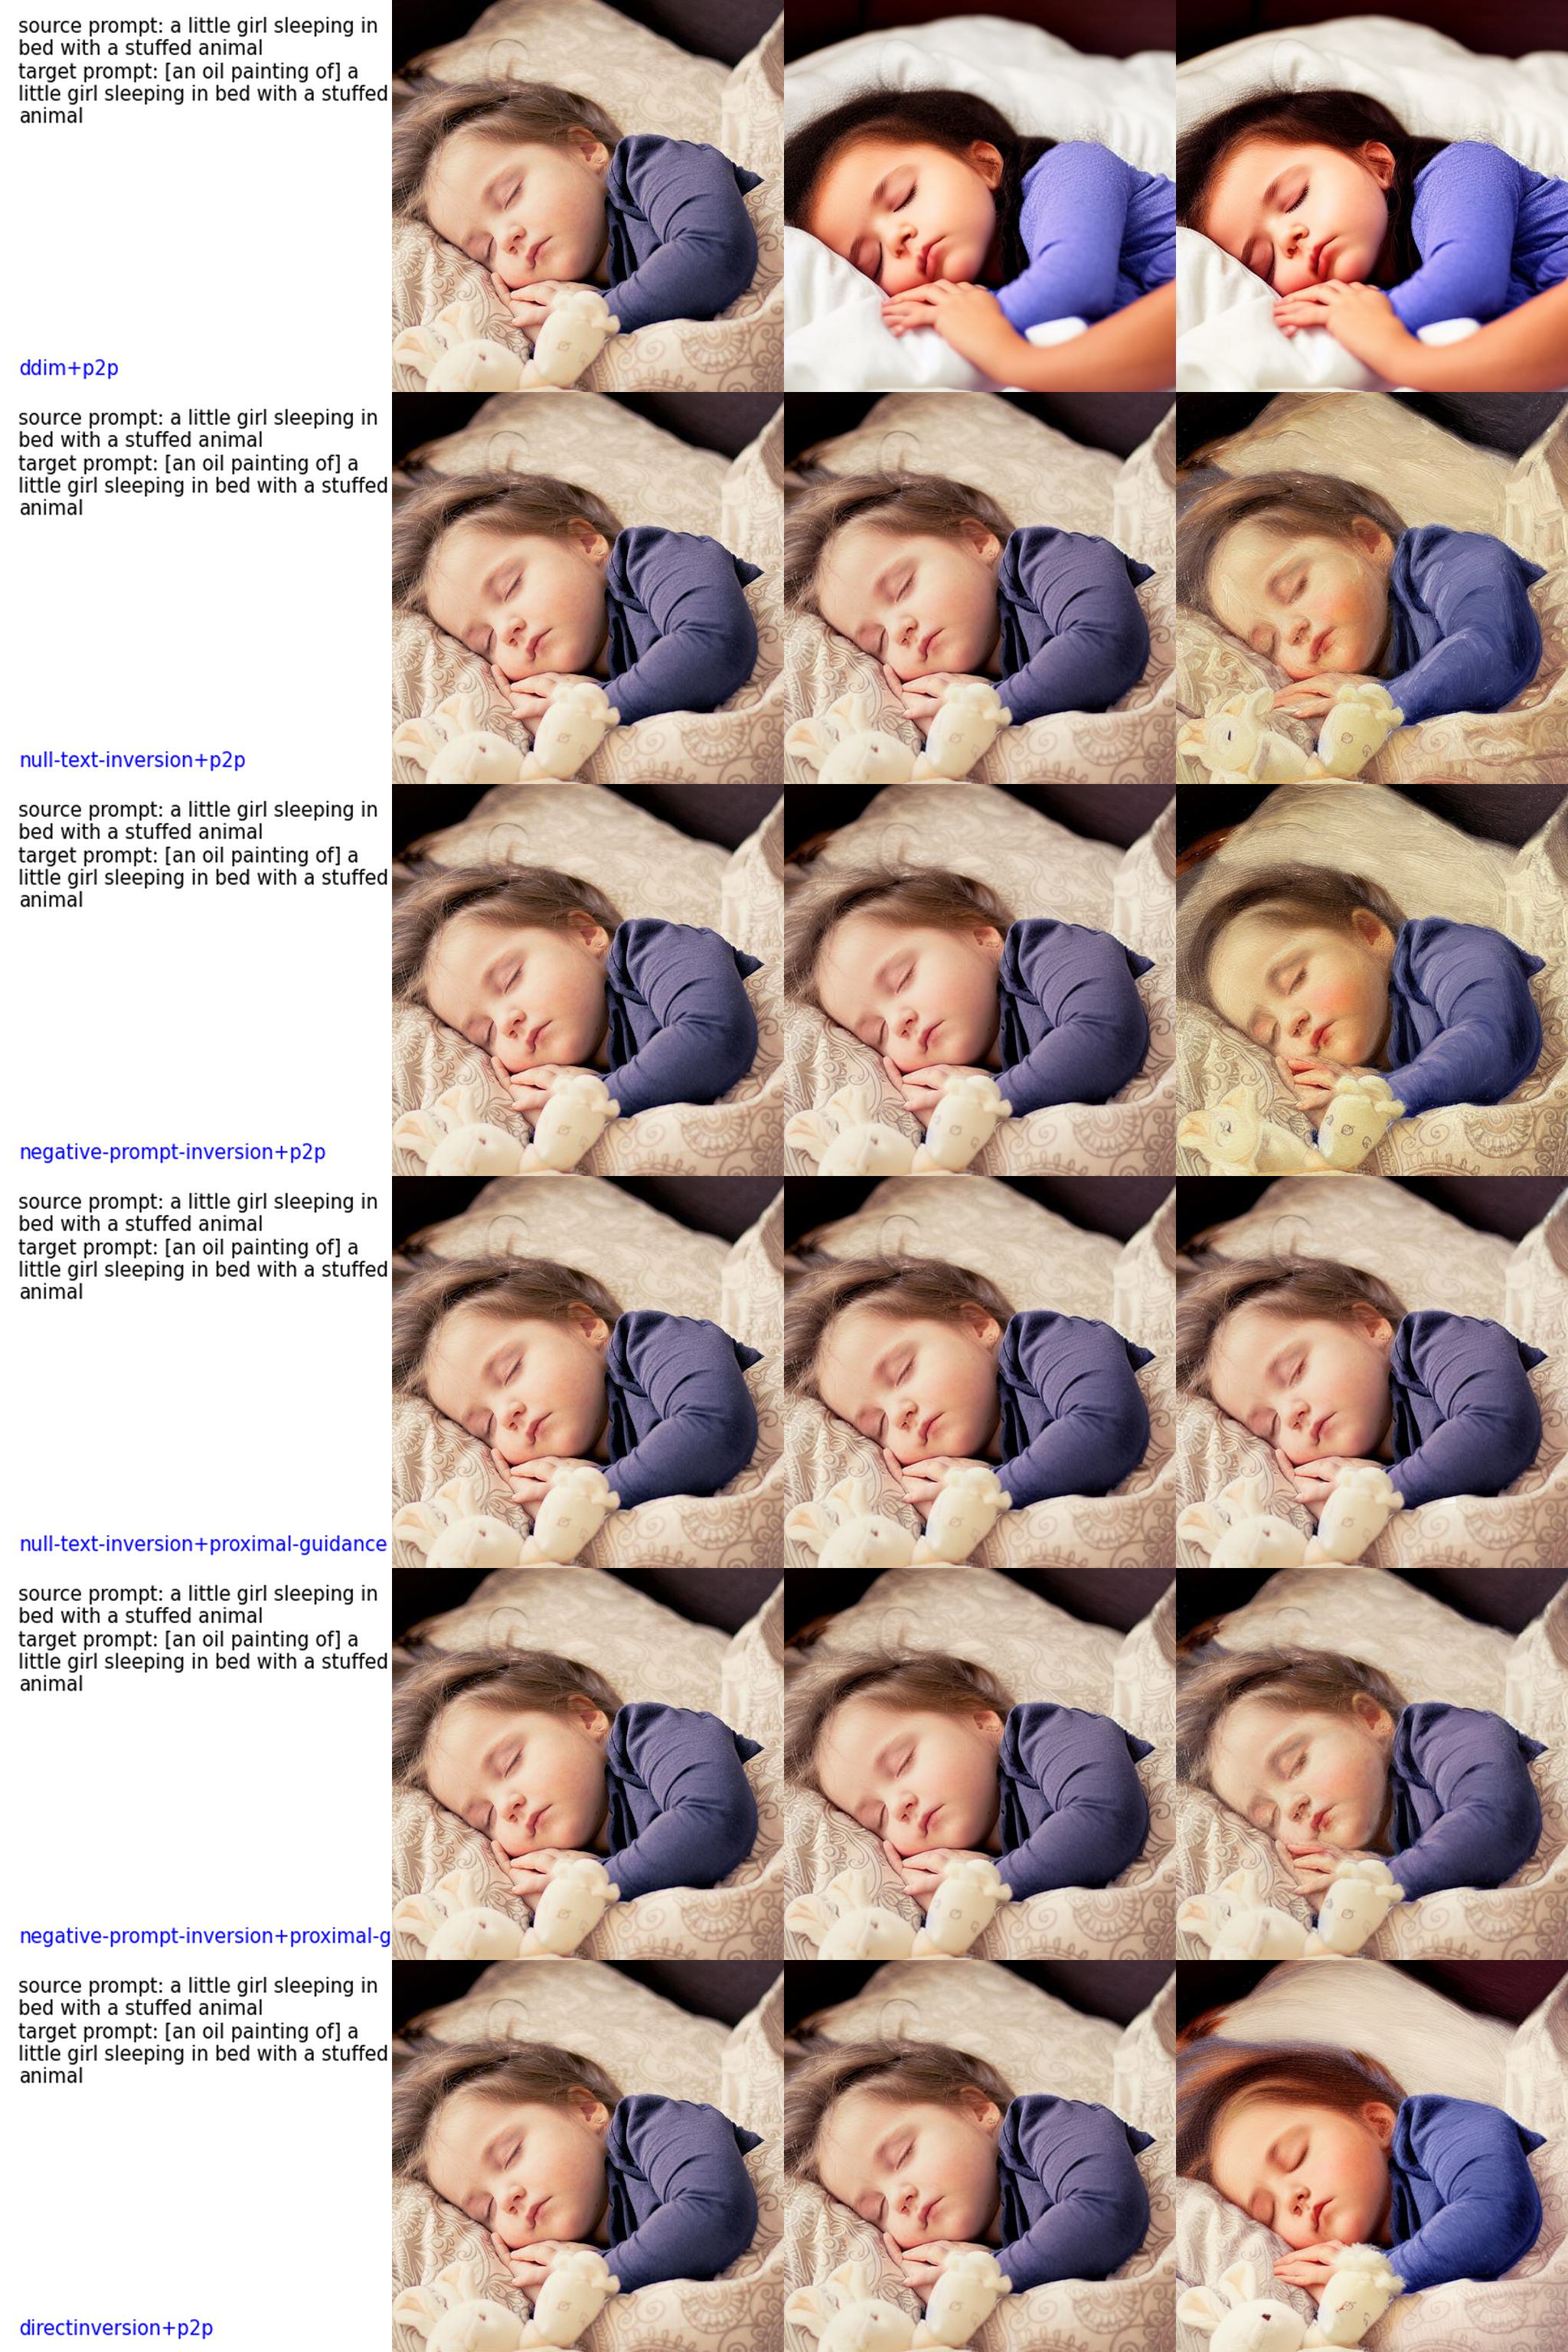 source prompt: a little girl sleeping in
bed with a stuffed animal
target prompt: [an oil painting of] a
little girl sleeping in bed with a stuffed
animal
ddim+p2p
source prompt: a little girl sleeping in
bed with a stuffed animal
target prompt: [an oil painting of] a
little girl sleeping in bed with a stuffed
animal
null-text-inversion+p2p
source prompt: a little girl sleeping in
bed with a stuffed animal
target prompt: [an oil painting of] a
little girl sleeping in bed with a stuffed
animal
negative-prompt-inversion+p2p
source prompt: a little girl sleeping in
bed with a stuffed animal
target prompt: [an oil painting of] a
little girl sleeping in bed with a stuffed
animal
null-text-inversion+proximal-guidance
source prompt: a little girl sleeping in
bed with a stuffed animal
target prompt: [an oil painting of] a
little girl sleeping in bed with a stuffed
animal
negative-prompt-inversion+proximal-g
source prompt: a little girl sleeping in
bed with a stuffed animal
target prompt: [an oil painting of] a
little girl sleeping in bed with a stuffed
animal
directinversion+p2p